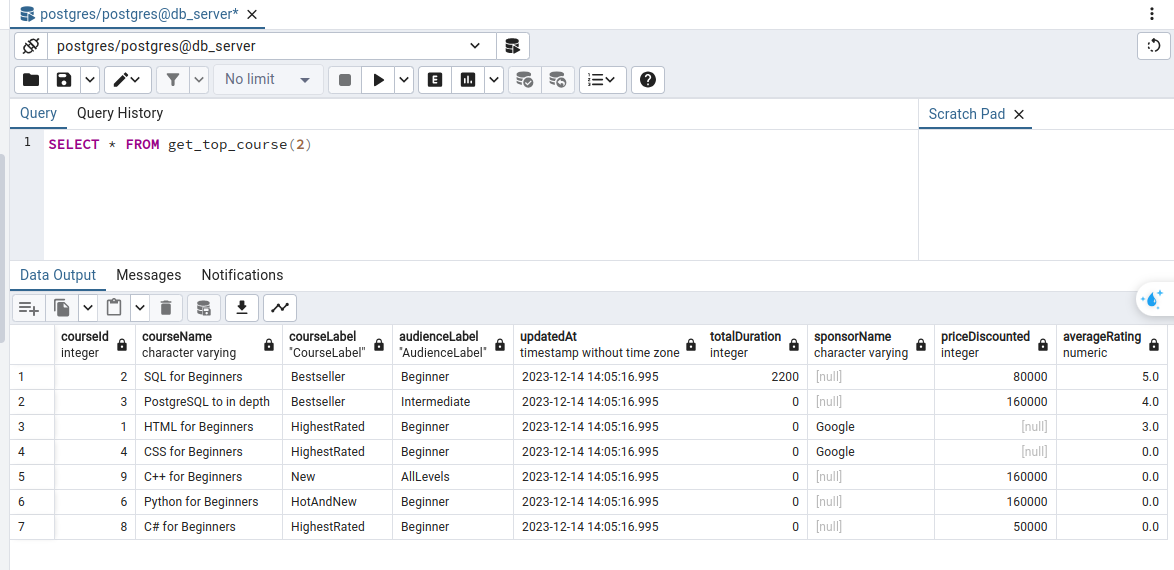 postgres/postgres@db_server*
postgres/postgres@db_server
No limit
E
Query Query History
Scratch Pad
1 SELECT * FROM get_top_course(2)
Data Output Messages Notifications
courseId courseName courseLabel audienceLabel updatedAt totalDuration sponsorName priceDiscounted averageRating
integer character varying "CourseLabel" "AudienceLabel" timestamp without time zone integer character varying integer numeric
1 2 SQL for Beginners Bestseller Beginner 2023-12-14 14:05:16.995 2200 [null] 80000 5.0
2 3 PostgreSQL to in depth Bestseller Intermediate 2023-12-14 14:05:16.995 0 [null] 160000 4.0
3 1 HTML for Beginners HighestRated Beginner 2023-12-14 14:05:16.995 0 Google [null] 3.0
4 4 CSS for Beginners HighestRated Beginner 2023-12-14 14:05:16.995 0 Google [null] 0.0
5 9 C++ for Beginners New AllLevels 2023-12-14 14:05:16.995 0 [null] 160000 0.0
6 6 Python for Beginners HotAndNew Beginner 2023-12-14 14:05:16.995 0 [null] 160000 0.0
7 8 C# for Beginners HighestRated Beginner 2023-12-14 14:05:16.995 0 [null] 50000 0.0